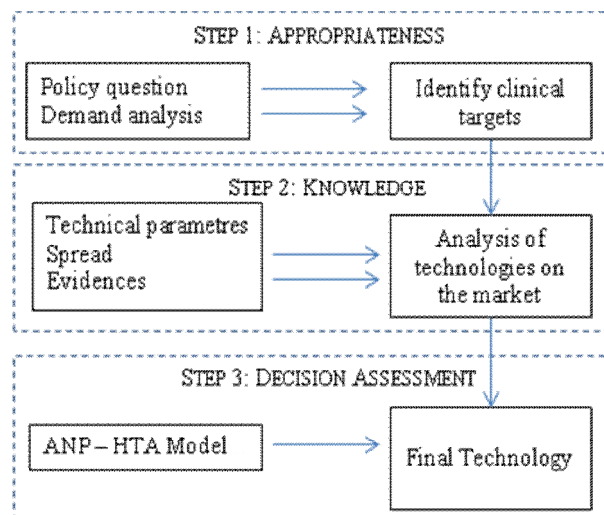 STEP 1: APPROPRIATENESS
Policy question
Demand analysis
Identify clinical
targets
STEP 2: KNOWLEDGE
Technical parametres
Spread
Evidences
Analysis of
technologies on
the market
STEP 3: DECISION ASSESSMENT
ANP – HTA Model
Final Technology